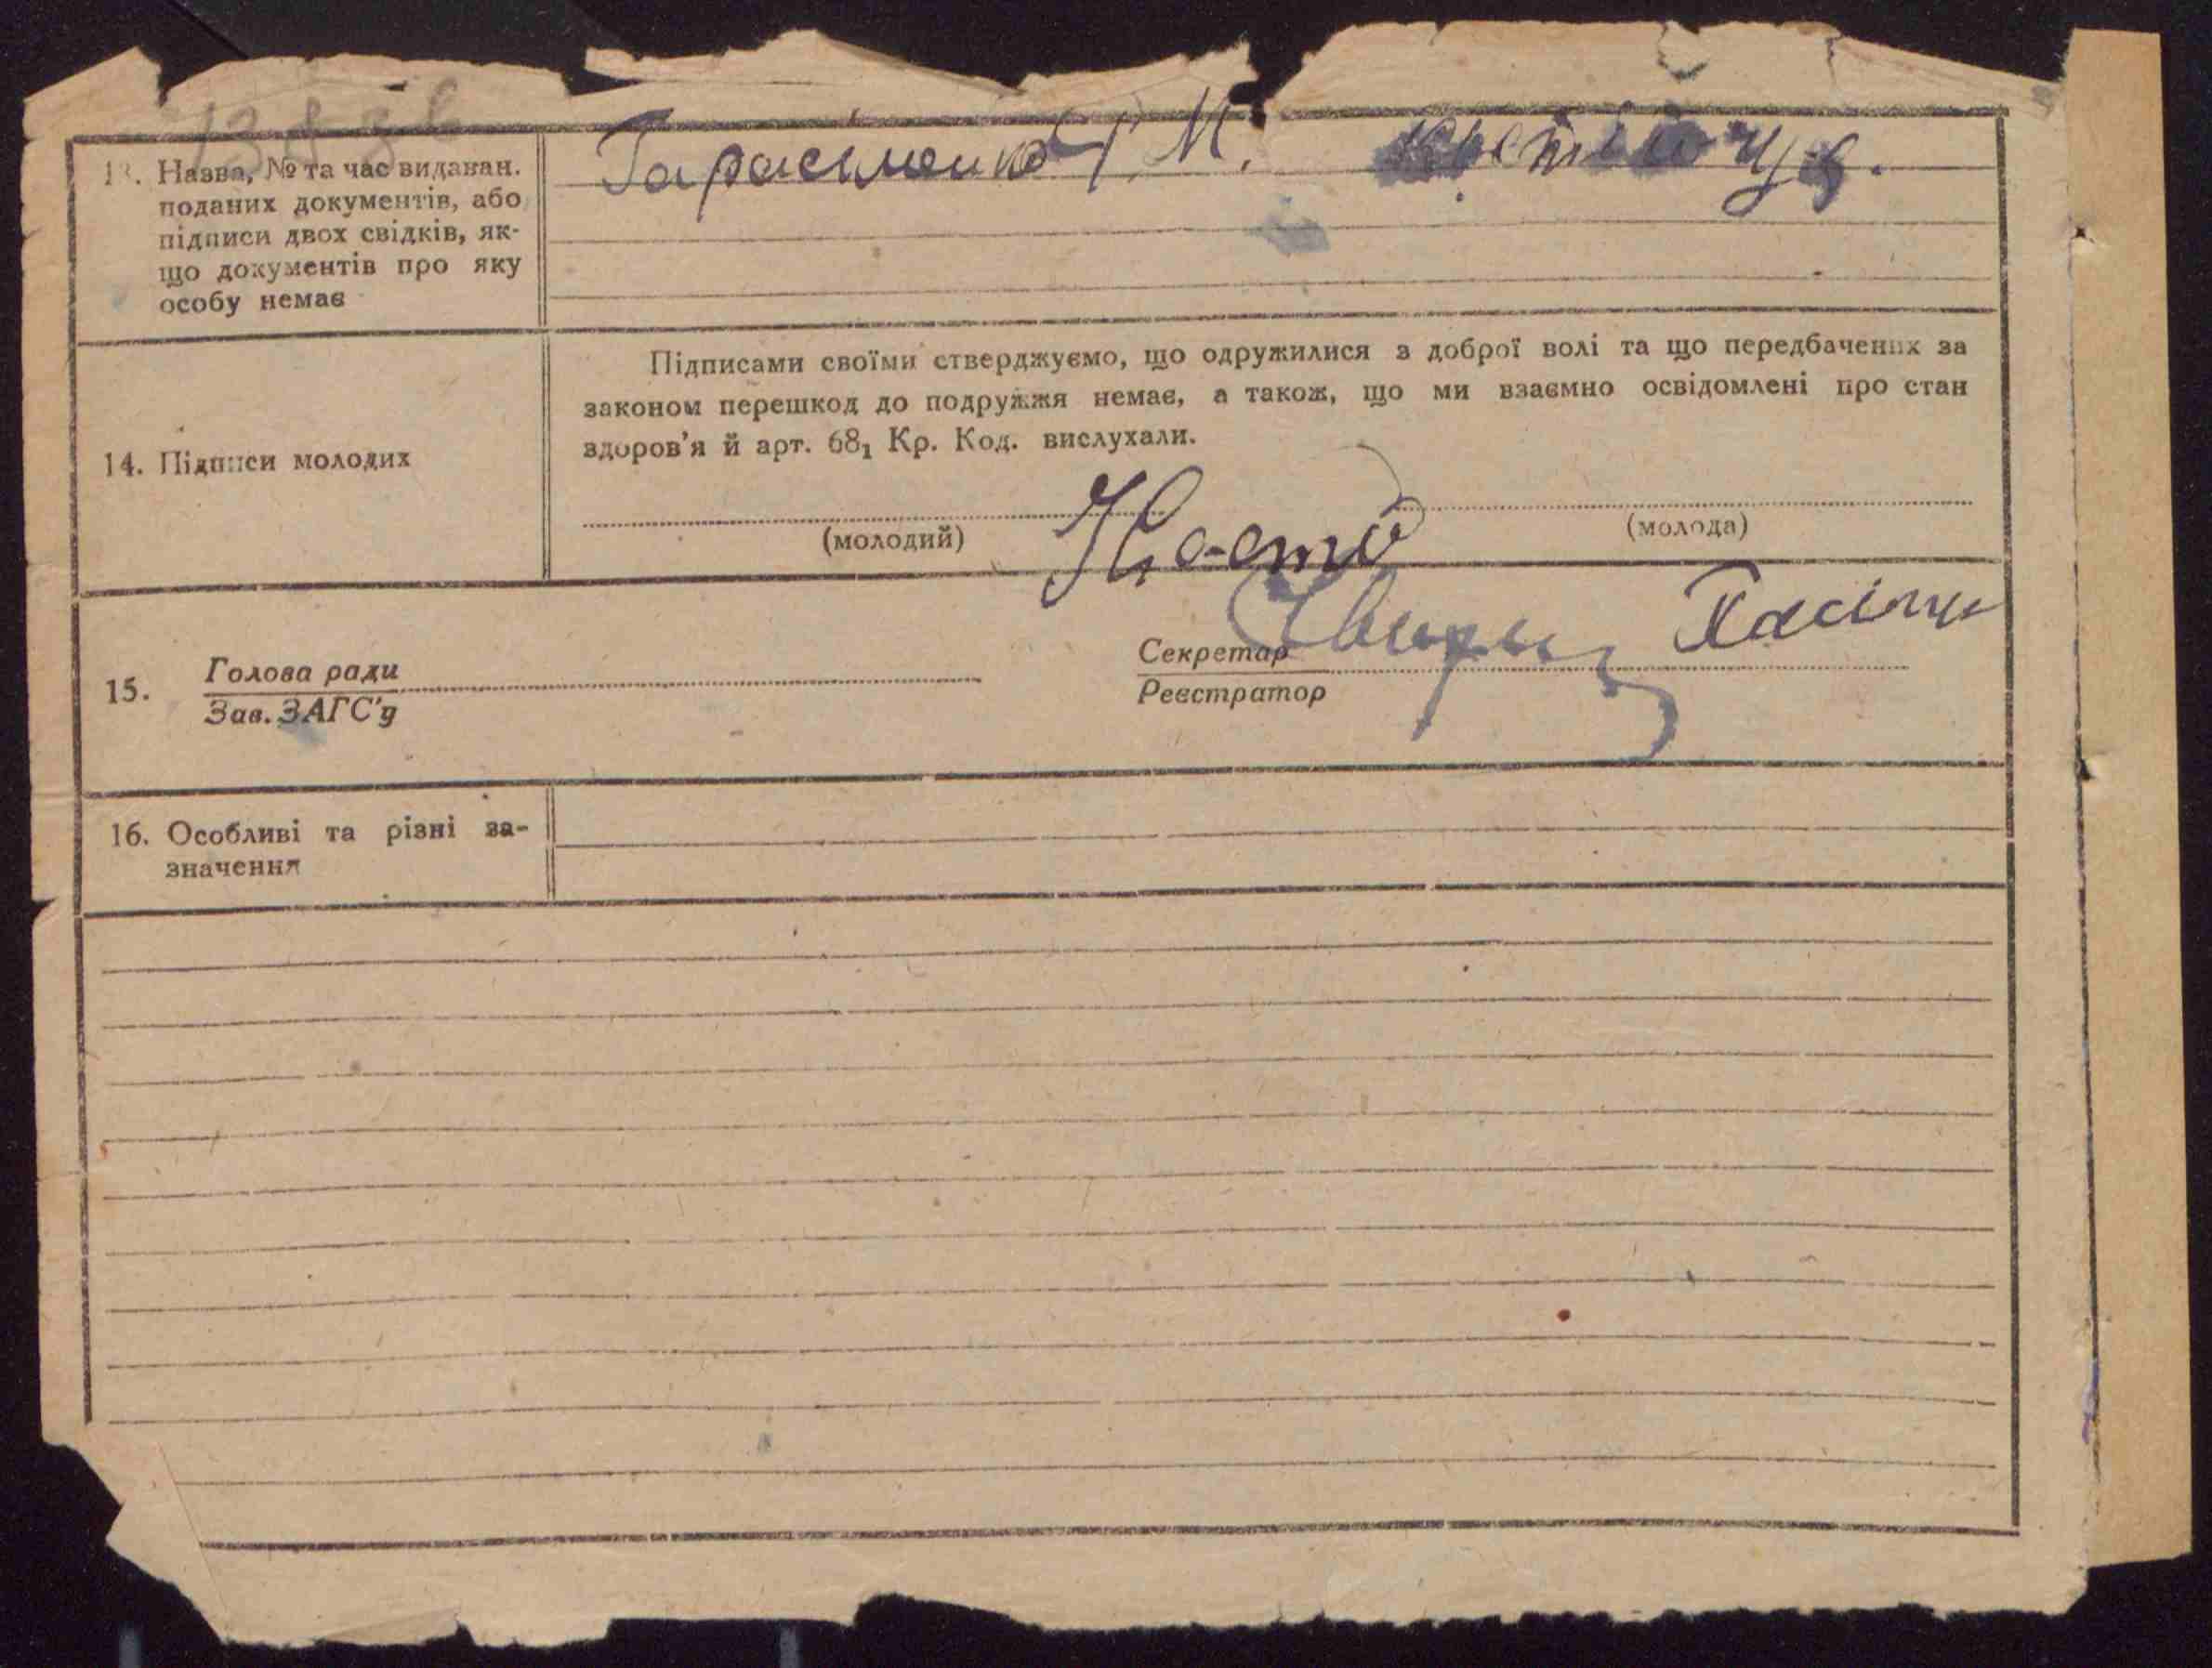 13. Назва, № та час видаван.
поданих документів, або
підписи двох свідків, як-
що документів про яку
особу немає
Гарасименко М.
14. Підписи молодих
Підписами своїми стверджуємо, що одружилися з доброї волі та що передбачених за
законом перешкод до подружжя немає, а також, що ми взаємно освідомлені про стан
здоров'я й арт. 68₁ Кр. Код. вислухали.
(молодий)
(молода)
15.
Голова ради
Зав. ЗАГС'у
Секретар
Реєстратор
16. Особливі та різні за-
значення